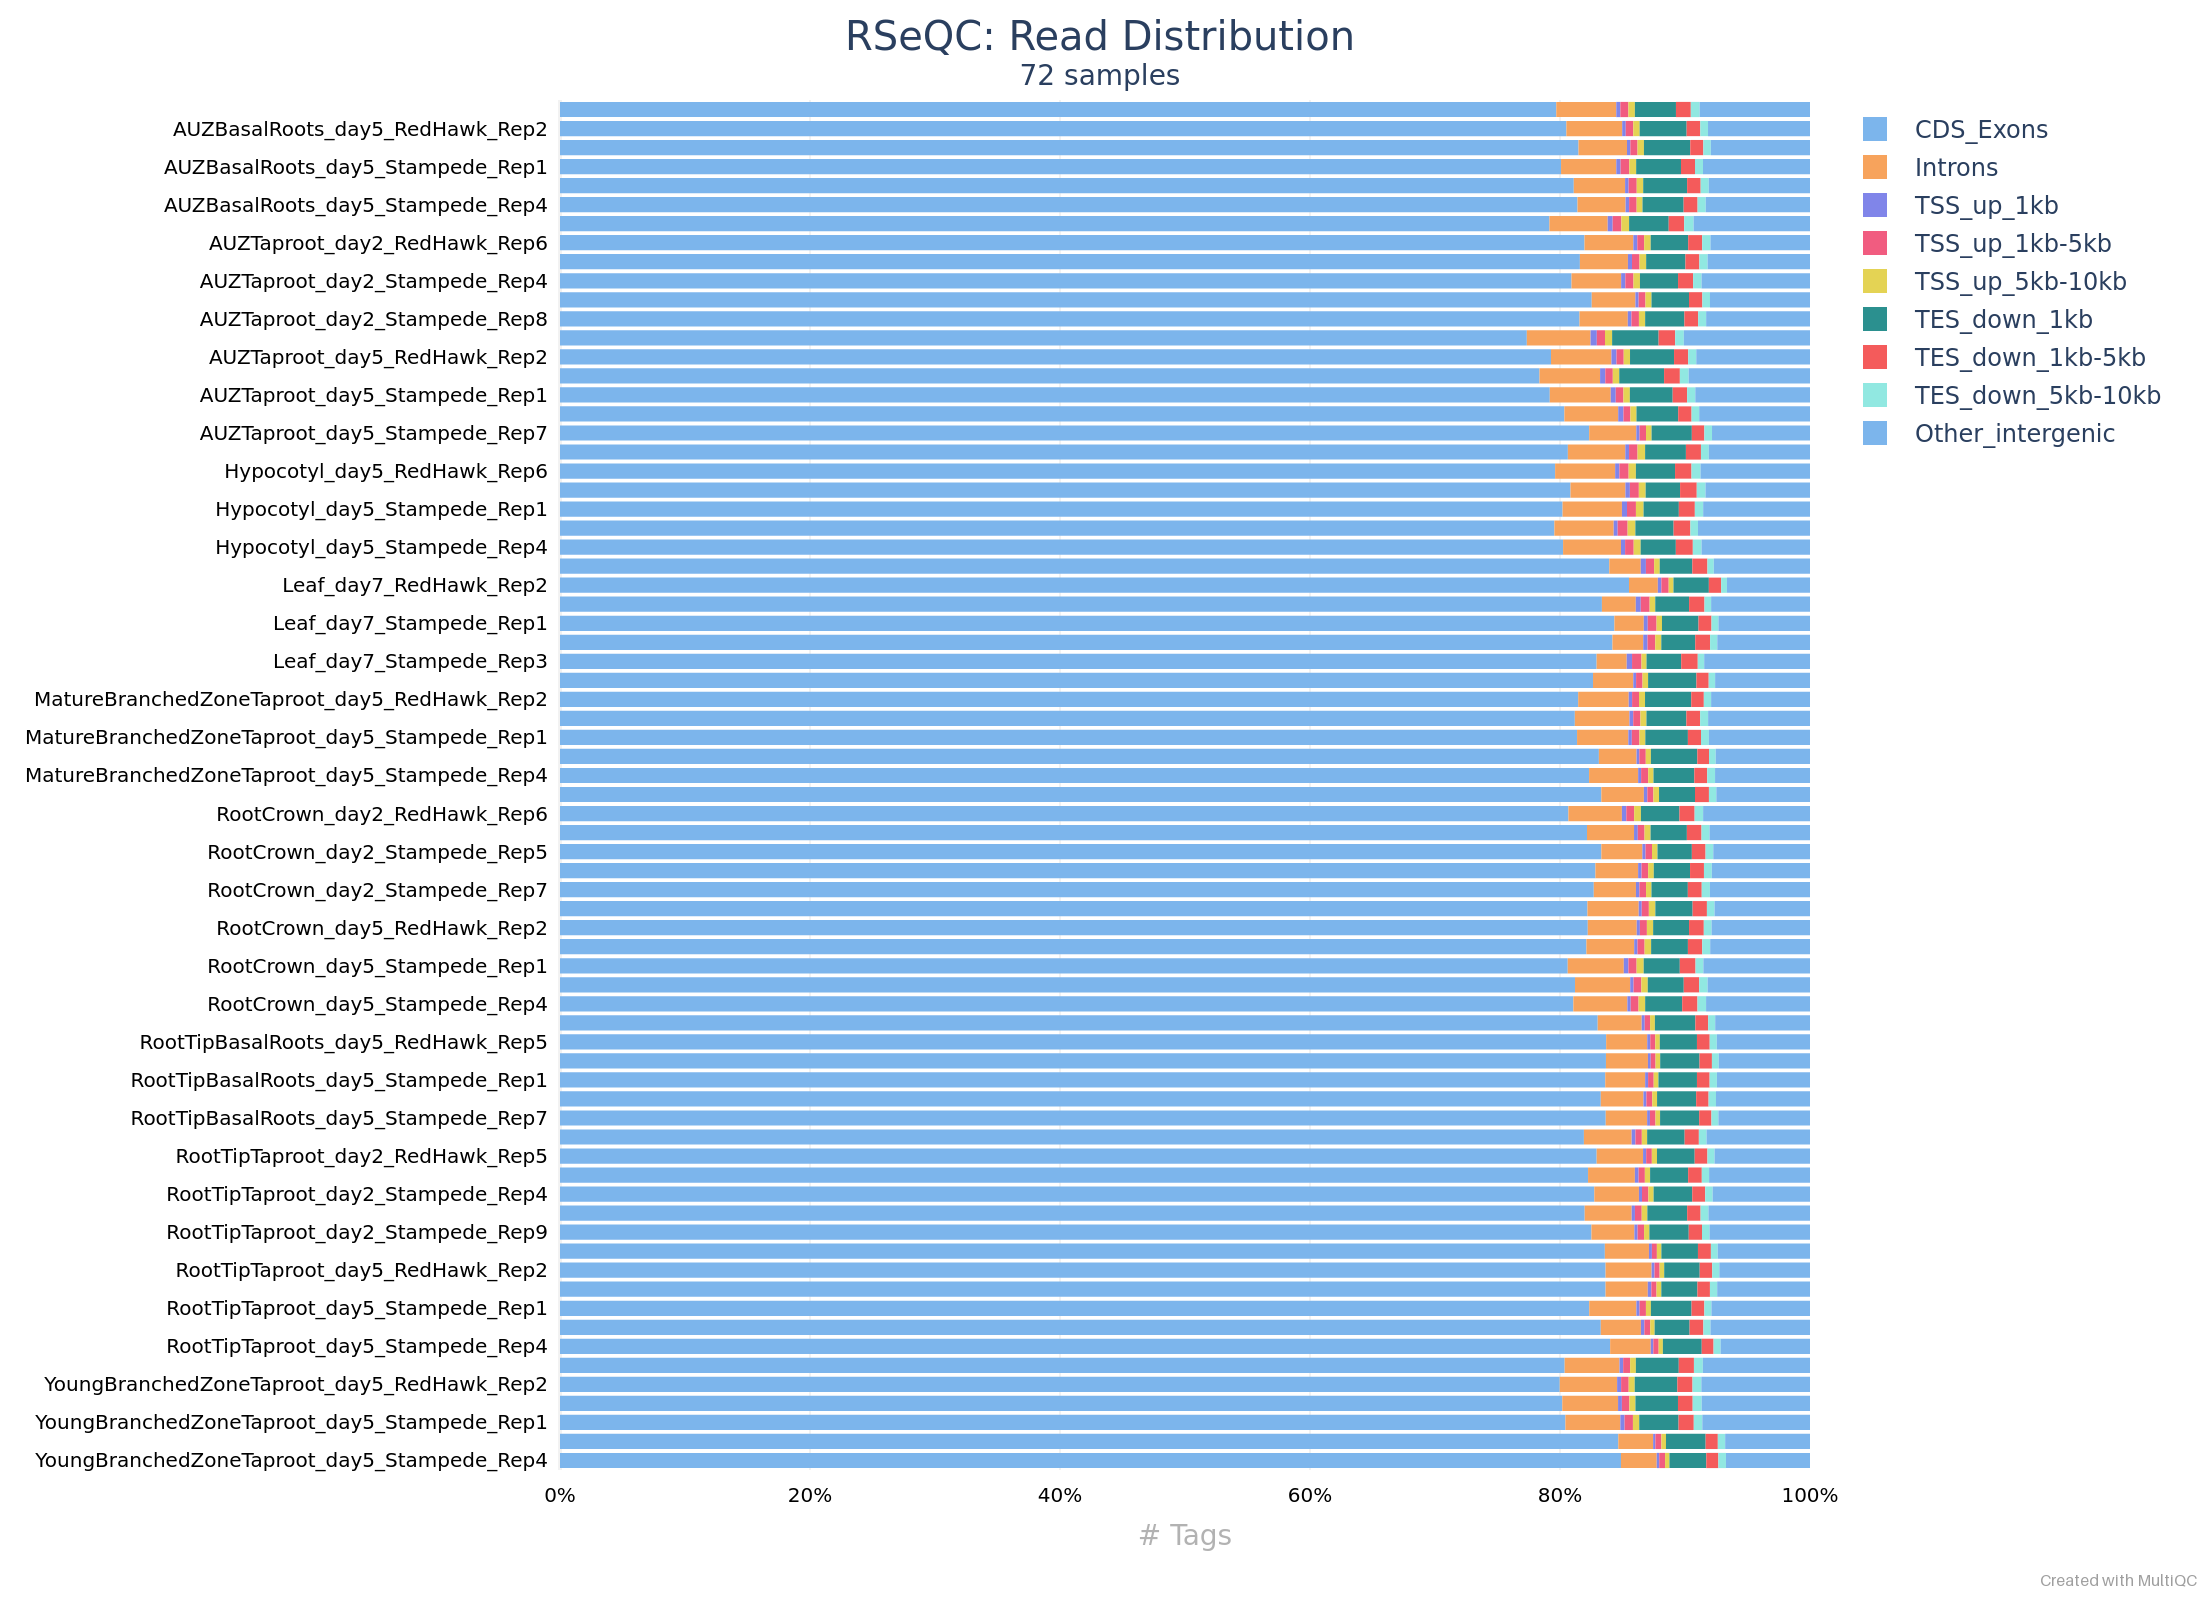 RSeQC: Read Distribution
72 samples
AUZBasalRoots_day5_RedHawk_Rep2
AUZBasalRoots_day5_Stampede_Rep1
AUZBasalRoots_day5_Stampede_Rep4
AUZTaproot_day2_RedHawk_Rep6
AUZTaproot_day2_Stampede_Rep4
AUZTaproot_day2_Stampede_Rep8
AUZTaproot_day5_RedHawk_Rep2
AUZTaproot_day5_Stampede_Rep1
AUZTaproot_day5_Stampede_Rep7
Hypocotyl_day5_RedHawk_Rep6
Hypocotyl_day5_Stampede_Rep1
Hypocotyl_day5_Stampede_Rep4
Leaf_day7_RedHawk_Rep2
Leaf_day7_Stampede_Rep1
Leaf_day7_Stampede_Rep3
MatureBranchedZoneTaproot_day5_RedHawk_Rep2
MatureBranchedZoneTaproot_day5_Stampede_Rep1
MatureBranchedZoneTaproot_day5_Stampede_Rep4
RootCrown_day2_RedHawk_Rep6
RootCrown_day2_Stampede_Rep5
RootCrown_day2_Stampede_Rep7
RootCrown_day5_RedHawk_Rep2
RootCrown_day5_Stampede_Rep1
RootCrown_day5_Stampede_Rep4
RootTipBasalRoots_day5_RedHawk_Rep5
RootTipBasalRoots_day5_Stampede_Rep1
RootTipBasalRoots_day5_Stampede_Rep7
RootTipTaproot_day2_RedHawk_Rep5
RootTipTaproot_day2_Stampede_Rep4
RootTipTaproot_day2_Stampede_Rep9
RootTipTaproot_day5_RedHawk_Rep2
RootTipTaproot_day5_Stampede_Rep1
RootTipTaproot_day5_Stampede_Rep4
YoungBranchedZoneTaproot_day5_RedHawk_Rep2
YoungBranchedZoneTaproot_day5_Stampede_Rep1
YoungBranchedZoneTaproot_day5_Stampede_Rep4
0% 20% 40% 60% 80% 100%
# Tags
CDS_Exons
Introns
TSS_up_1kb
TSS_up_1kb-5kb
TSS_up_5kb-10kb
TES_down_1kb
TES_down_1kb-5kb
TES_down_5kb-10kb
Other_intergenic
Created with MultiQC